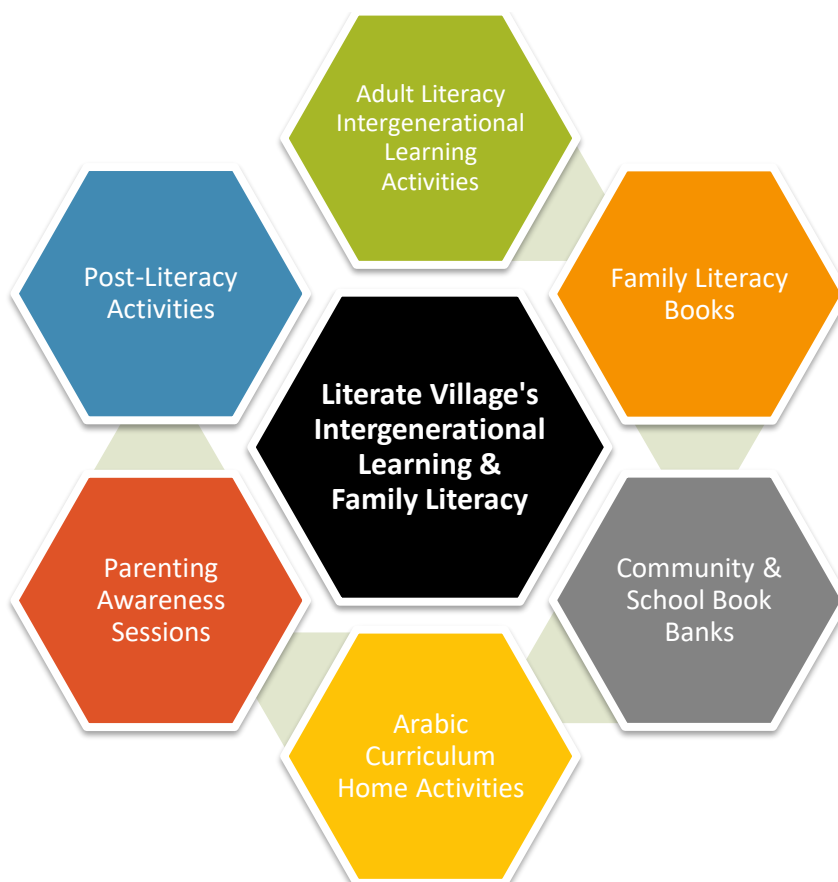 Adult Literacy
Intergenerational
Learning
Activities
Post-Literacy
Activities
Family Literacy
Books
Literate Village's
Intergenerational
Learning &
Family Literacy
Parenting
Awareness
Sessions
Community &
School Book
Banks
Arabic
Curriculum
Home Activities